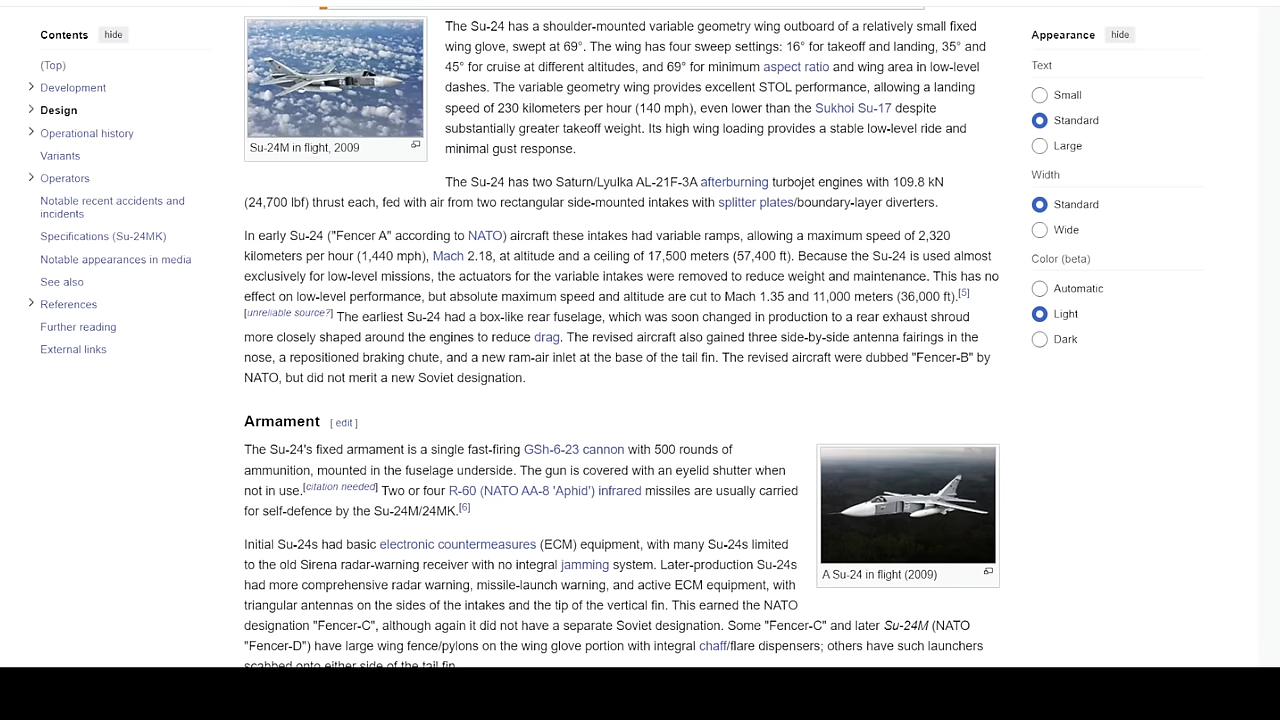 Contents hide
(Top)
Development
Design
Operational history
Variants
Operators
Notable recent accidents and
incidents
Specifications (Su-24MK)
Notable appearances in media
See also
References
Further reading
External links
Su-24M in flight, 2009
The Su-24 has a shoulder-mounted variable geometry wing outboard of a relatively small fixed
wing glove, swept at 69°. The wing has four sweep settings: 16° for takeoff and landing, 35° and
45° for cruise at different altitudes, and 69° for minimum aspect ratio and wing area in low-level
dashes. The variable geometry wing provides excellent STOL performance, allowing a landing
speed of 230 kilometers per hour (140 mph), even lower than the Sukhoi Su-17 despite
substantially greater takeoff weight. Its high wing loading provides a stable low-level ride and
minimal gust response.
The Su-24 has two Saturn/Lyulka AL-21F-3A afterburning turbojet engines with 109.8 kN
(24,700 lbf) thrust each, fed with air from two rectangular side-mounted intakes with splitter plates/boundary-layer diverters.
In early Su-24 ("Fencer A" according to NATO) aircraft these intakes had variable ramps, allowing a maximum speed of 2,320
kilometers per hour (1,440 mph), Mach 2.18, at altitude and a ceiling of 17,500 meters (57,400 ft). Because the Su-24 is used almost
exclusively for low-level missions, the actuators for the variable intakes were removed to reduce weight and maintenance. This has no
effect on low-level performance, but absolute maximum speed and altitude are cut to Mach 1.35 and 11,000 meters (36,000 ft).[5]
[unreliable source?] The earliest Su-24 had a box-like rear fuselage, which was soon changed in production to a rear exhaust shroud
more closely shaped around the engines to reduce drag. The revised aircraft also gained three side-by-side antenna fairings in the
nose, a repositioned braking chute, and a new ram-air inlet at the base of the tail fin. The revised aircraft were dubbed "Fencer-B" by
NATO, but did not merit a new Soviet designation.
Armament [ edit ]
The Su-24's fixed armament is a single fast-firing GSh-6-23 cannon with 500 rounds of
ammunition, mounted in the fuselage underside. The gun is covered with an eyelid shutter when
not in use.[citation needed] Two or four R-60 (NATO AA-8 'Aphid') infrared missiles are usually carried
for self-defence by the Su-24M/24MK.[6]
A Su-24 in flight (2009)
Initial Su-24s had basic electronic countermeasures (ECM) equipment, with many Su-24s limited
to the old Sirena radar-warning receiver with no integral jamming system. Later-production Su-24s
had more comprehensive radar warning, missile-launch warning, and active ECM equipment, with
triangular antennas on the sides of the intakes and the tip of the vertical fin. This earned the NATO
designation "Fencer-C", although again it did not have a separate Soviet designation. Some "Fencer-C" and later Su-24M (NATO
"Fencer-D") have large wing fence/pylons on the wing glove portion with integral chaff/flare dispensers; others have such launchers
scabbed onto either side of the tail fin.
Appearance hide
Text
Small
Standard
Large
Width
Standard
Wide
Color (beta)
Automatic
Light
Dark